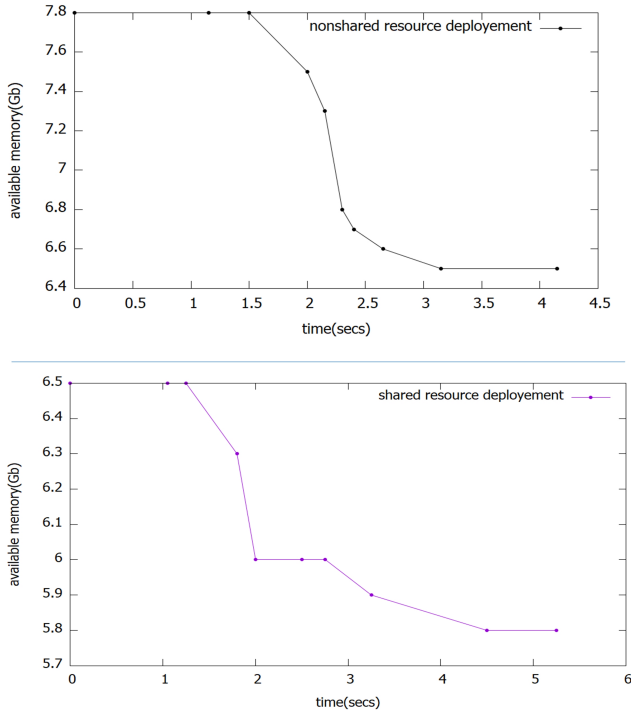 7.8
nonshared resource deployement
7.6
7.4
7.2
7
6.8
6.6
6.4
available memory(Gb)
0 0.5 1 1.5 2 2.5 3 3.5 4 4.5
time(secs)
6.5
shared resource deployement
6.4
6.3
6.2
6.1
6
5.9
5.8
5.7
available memory(Gb)
0 1 2 3 4 5 6
time(secs)